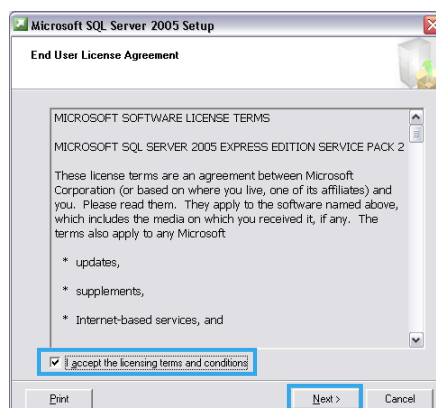 Microsoft SQL Server 2005 Setup
End User License Agreement
MICROSOFT SOFTWARE LICENSE TERMS
MICROSOFT SQL SERVER 2005 EXPRESS EDITION SERVICE PACK 2
These license terms are an agreement between Microsoft
Corporation (or based on where you live, one of its affiliates) and
you. Please read them. They apply to the software named above,
which includes the media on which you received it, if any. The
terms also apply to any Microsoft
* updates,
* supplements,
* Internet-based services, and
I accept the licensing terms and conditions
Print
Next >
Cancel